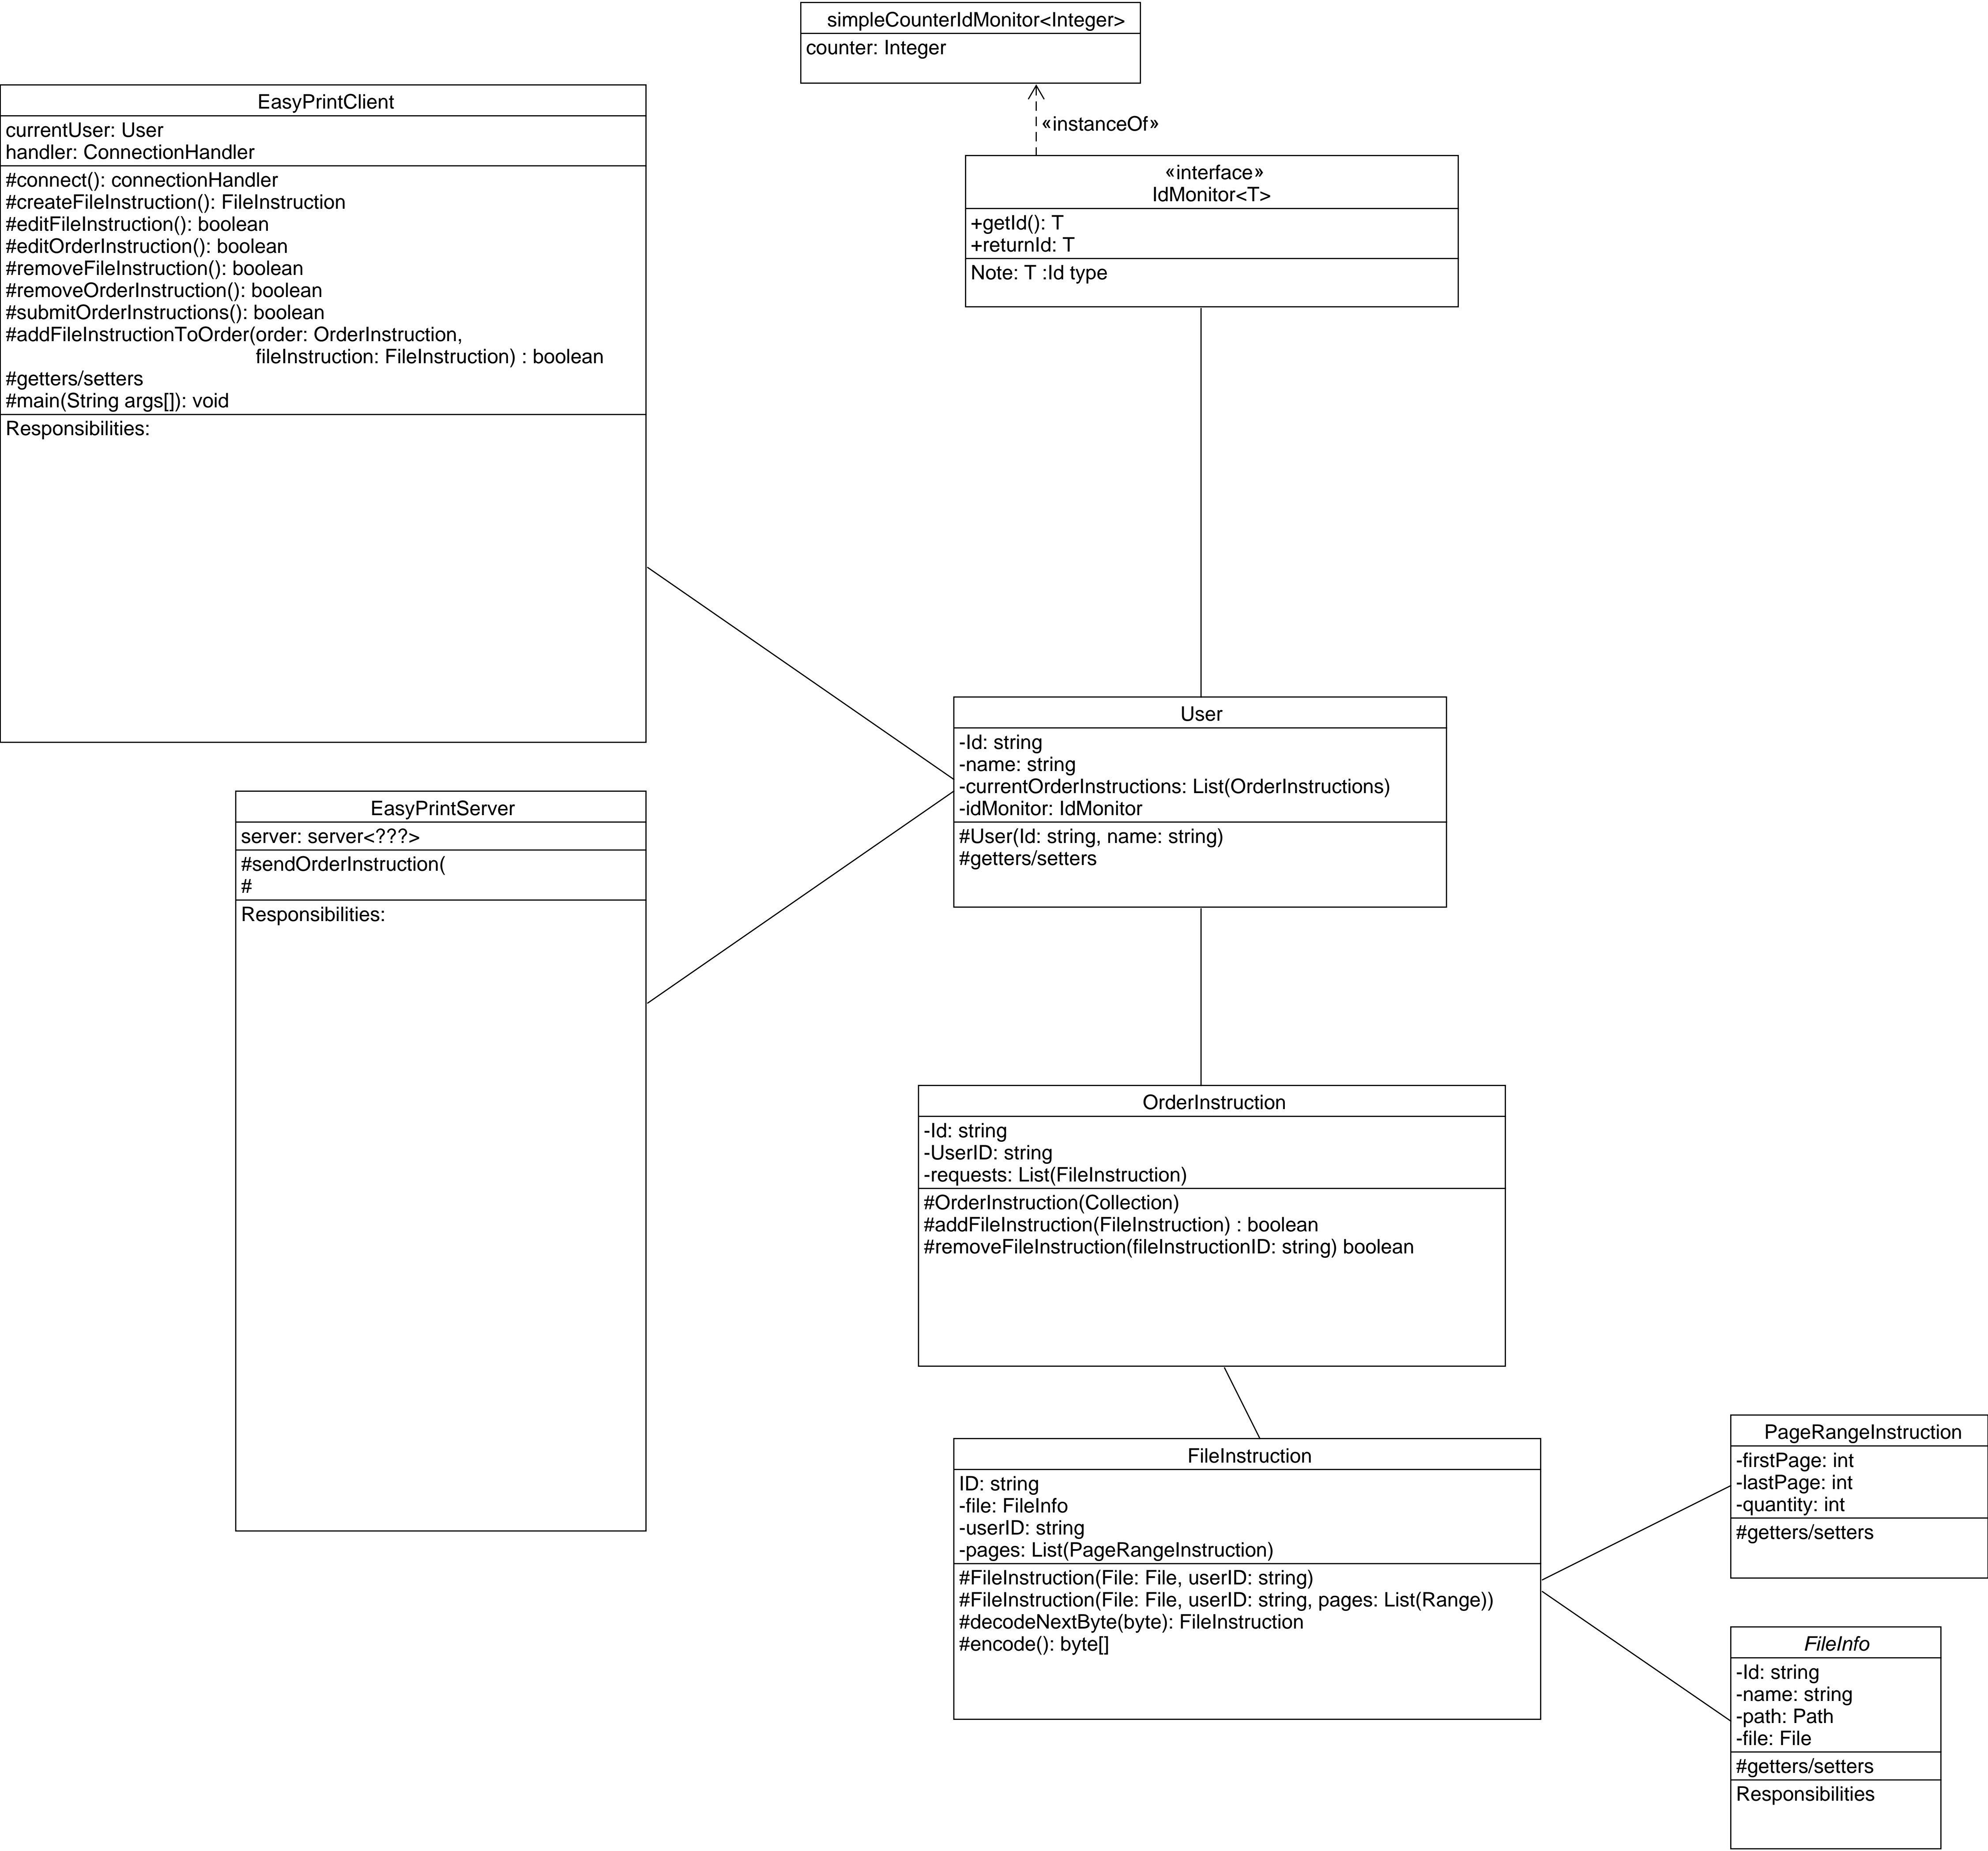 simpleCounterIdMonitor<Integer>
counter: Integer
EasyPrintClient
currentUser: User
handler: ConnectionHandler
#connect(): connectionHandler
#createFileInstruction(): FileInstruction
#editFileInstruction(): boolean
#editOrderInstruction(): boolean
#removeFileInstruction(): boolean
#removeOrderInstruction(): boolean
#submitOrderInstructions(): boolean
#addFileInstructionToOrder(order: OrderInstruction,
fileInstruction: FileInstruction) : boolean
#getters/setters
#main(String args[]): void
Responsibilities:
«instanceOf»
«interface»
IdMonitor<T>
+getId(): T
+returnId: T
Note: T :Id type
User
-Id: string
-name: string
-currentOrderInstructions: List(OrderInstructions)
-idMonitor: IdMonitor
#User(Id: string, name: string)
#getters/setters
EasyPrintServer
server: server<???>
#sendOrderInstruction(
#
Responsibilities:
OrderInstruction
-Id: string
-UserID: string
-requests: List(FileInstruction)
#OrderInstruction(Collection)
#addFileInstruction(FileInstruction) : boolean
#removeFileInstruction(fileInstructionID: string) boolean
FileInstruction
ID: string
-file: FileInfo
-userID: string
-pages: List(PageRangeInstruction)
#FileInstruction(File: File, userID: string)
#FileInstruction(File: File, userID: string, pages: List(Range))
#decodeNextByte(byte): FileInstruction
#encode(): byte[]
PageRangeInstruction
-firstPage: int
-lastPage: int
-quantity: int
#getters/setters
FileInfo
-Id: string
-name: string
-path: Path
-file: File
#getters/setters
Responsibilities